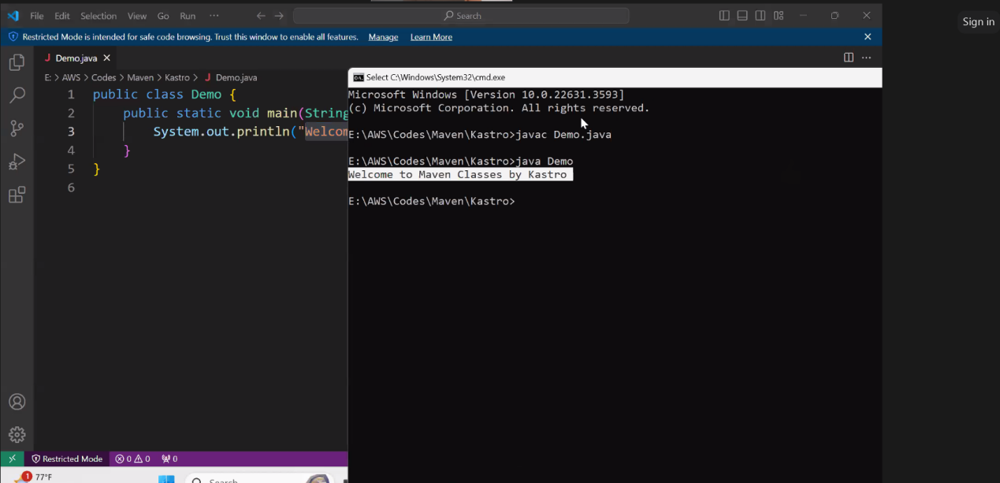 File Edit Selection View Go Run ··· Search
Sign in
Restricted Mode is intended for safe code browsing. Trust this window to enable all features. Manage Learn More
J Demo.java
E: > AWS > Codes > Maven > Kastro > J Demo.java
1 public class Demo {
2 public static void main(String
3 System.out.println("Welcom
4 }
5 }
6
Select C:\Windows\System32\cmd.exe
Microsoft Windows [Version 10.0.22631.3593]
(c) Microsoft Corporation. All rights reserved.
E:\AWS\Codes\Maven\Kastro>javac Demo.java
E:\AWS\Codes\Maven\Kastro>java Demo
Welcome to Maven Classes by Kastro
E:\AWS\Codes\Maven\Kastro>
Restricted Mode 0 0 0
1 77°F Search